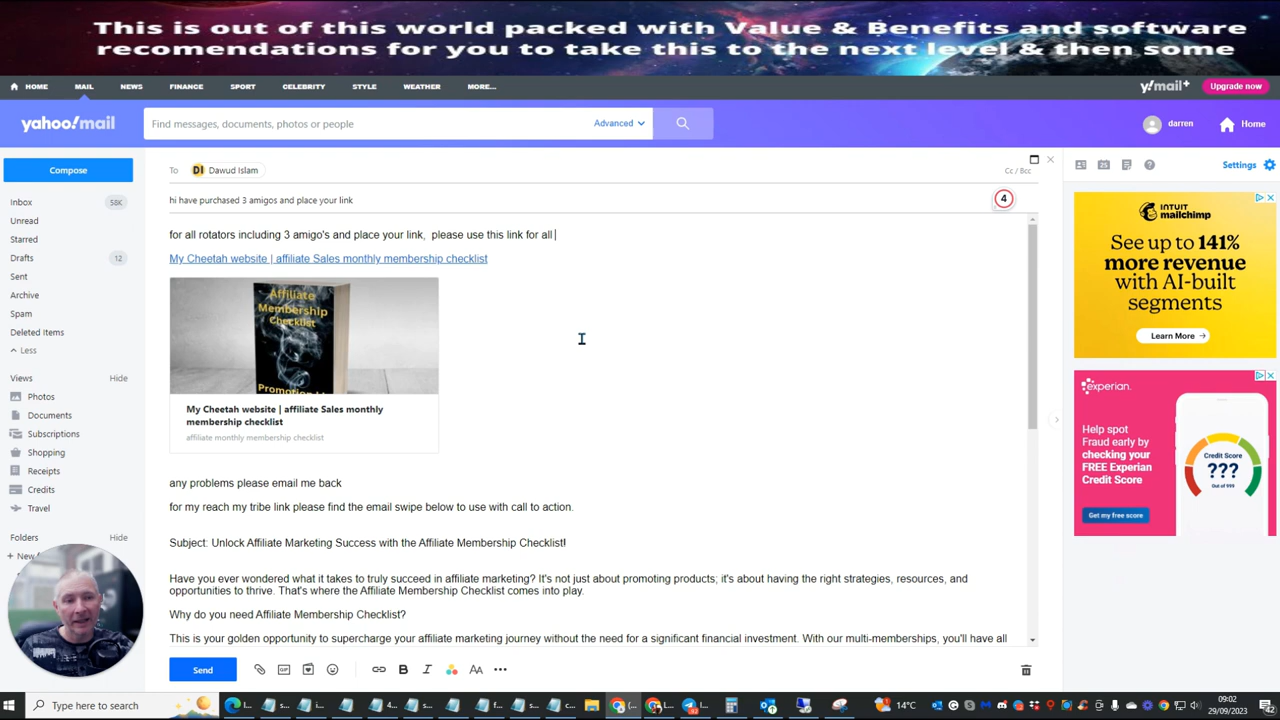 This is out of this world packed with Value & Benefits and software
recomendations for you to take this to the next level & then some
HOME MAIL NEWS FINANCE SPORT CELEBRITY STYLE WEATHER MORE... y!mail+ Upgrade now
yahoo!mail Find messages, documents, photos or people Advanced darren Home
Compose
Inbox 58K
Unread
Starred
Drafts 12
Sent
Archive
Spam
Deleted Items
Less
Views Hide
Photos
Documents
Subscriptions
Shopping
Receipts
Credits
Travel
Folders Hide
+ New
To DI Dawud Islam Cc / Bcc
hi have purchased 3 amigos and place your link 4
for all rotators including 3 amigo's and place your link, please use this link for all
My Cheetah website | affiliate Sales monthly membership checklist
Affiliate
Membership
Checklist
My Cheetah website | affiliate Sales monthly
membership checklist
affiliate monthly membership checklist
any problems please email me back
for my reach my tribe link please find the email swipe below to use with call to action.
Subject: Unlock Affiliate Marketing Success with the Affiliate Membership Checklist!
Have you ever wondered what it takes to truly succeed in affiliate marketing? It's not just about promoting products; it's about having the right strategies, resources, and
opportunities to thrive. That's where the Affiliate Membership Checklist comes into play.
Why do you need Affiliate Membership Checklist?
This is your golden opportunity to supercharge your affiliate marketing journey without the need for a significant financial investment. With our multi-memberships, you'll have all
Send
Settings
INTUIT
mailchimp
See up to 141%
more revenue
with AI-built
segments
Learn More
experian.
Help spot
Fraud early by
checking your
FREE Experian
Credit Score
Get my free score
Credit Score
???
Out of 999
Type here to search
14°C
09:02
29/09/2023